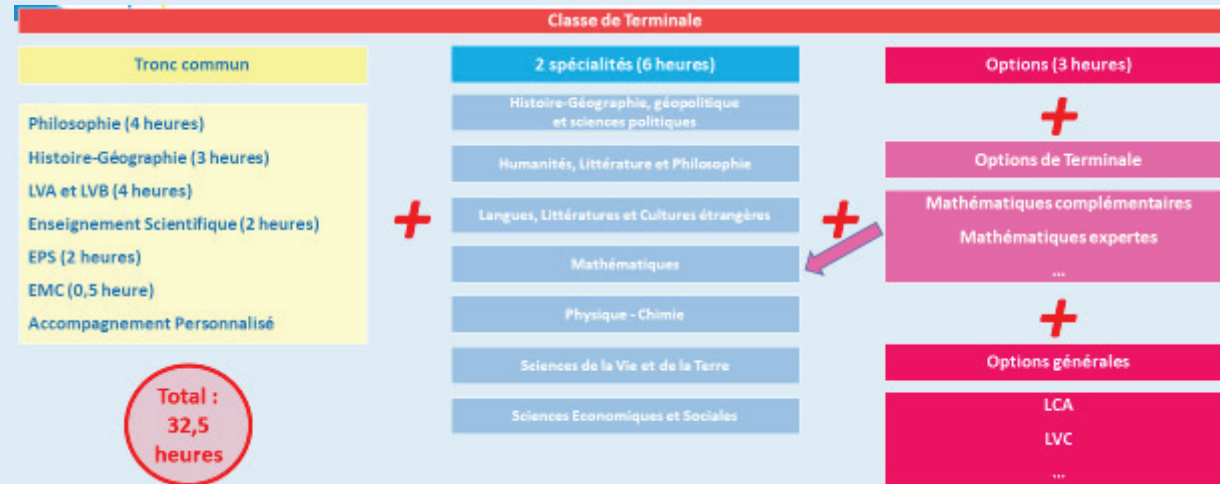 Classe de Terminale
Tronc commun
Philosophie (4 heures)
Histoire-Géographie (3 heures)
LVA et LVB (4 heures)
Enseignement Scientifique (2 heures)
EPS (2 heures)
EMC (0,5 heure)
Accompagnement Personnalisé
Total :
32,5
heures
+
2 spécialités (6 heures)
Histoire-Géographie, géopolitique
et sciences politiques
Humanités, Littérature et Philosophie
Langues, Littératures et Cultures étrangères
Mathématiques
Physique - Chimie
Sciences de la Vie et de la Terre
Sciences Economiques et Sociales
+
Options (3 heures)
+
Options de Terminale
Mathématiques complémentaires
Mathématiques expertes
...
+
Options générales
LCA
LVC
...